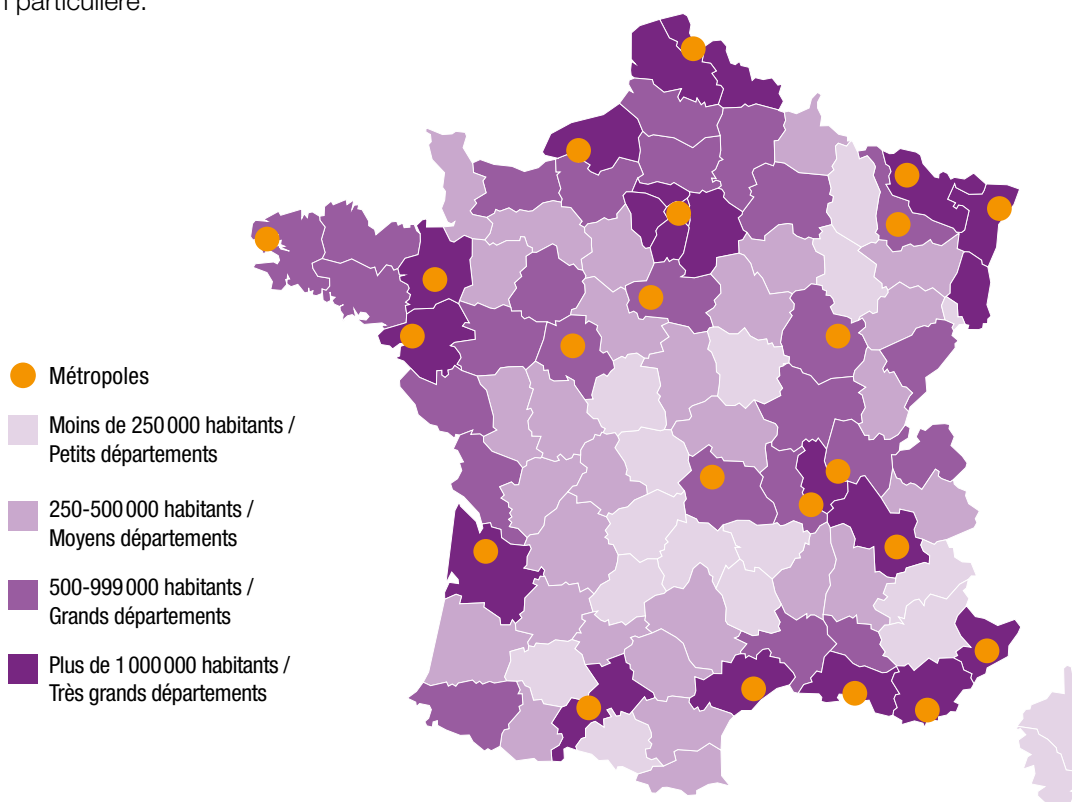 particulière.
Métropoles
Moins de 250 000 habitants /
Petits départements
250-500 000 habitants /
Moyens départements
500-999 000 habitants /
Grands départements
Plus de 1 000 000 habitants /
Très grands départements